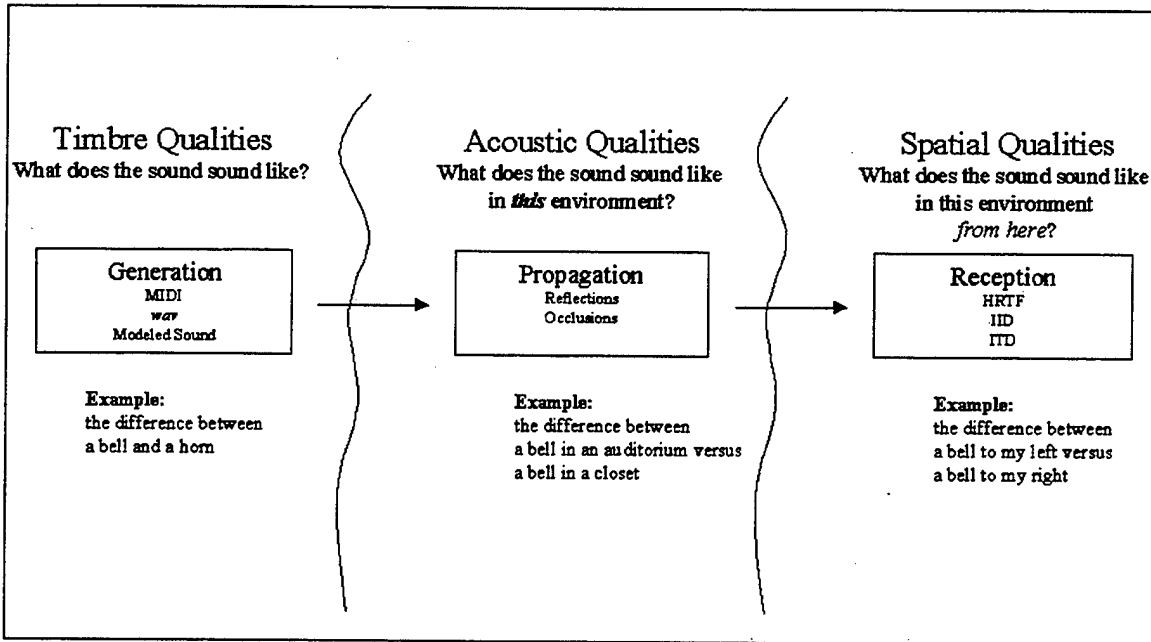 Timbre Qualities
What does the sound sound like?
Generation
MIDI
wav
Modeled Sound
Example:
the difference between
a bell and a horn
Acoustic Qualities
What does the sound sound like
in this environment?
Propagation
Reflections
Occlusions
Example:
the difference between
a bell in an auditorium versus
a bell in a closet
Spatial Qualities
What does the sound sound like
in this environment
from here?
Reception
HRTF
IID
ITD
Example:
the difference between
a bell to my left versus
a bell to my right